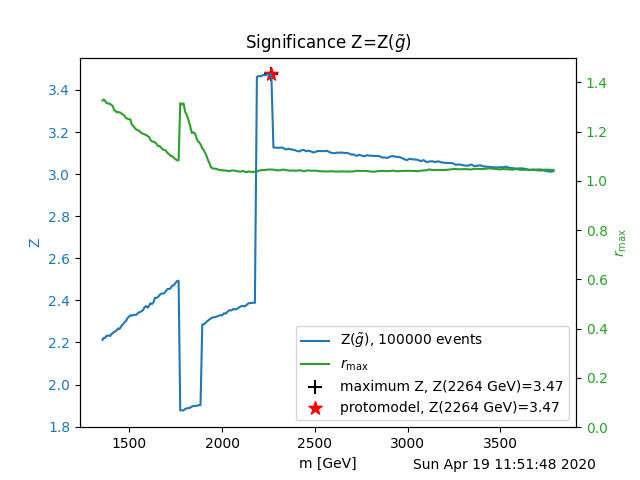 Significance Z=Z(g̃)
3.4
3.2
3.0
2.8
2.6
2.4
2.2
2.0
1.8
Z
1.4
1.2
1.0
0.8
0.6
0.4
0.2
0.0
r_max
Z(g̃), 100000 events
r_max
maximum Z, Z(2264 GeV)=3.47
protomodel, Z(2264 GeV)=3.47
1500 2000 2500 3000 3500
m [GeV]
Sun Apr 19 11:51:48 2020